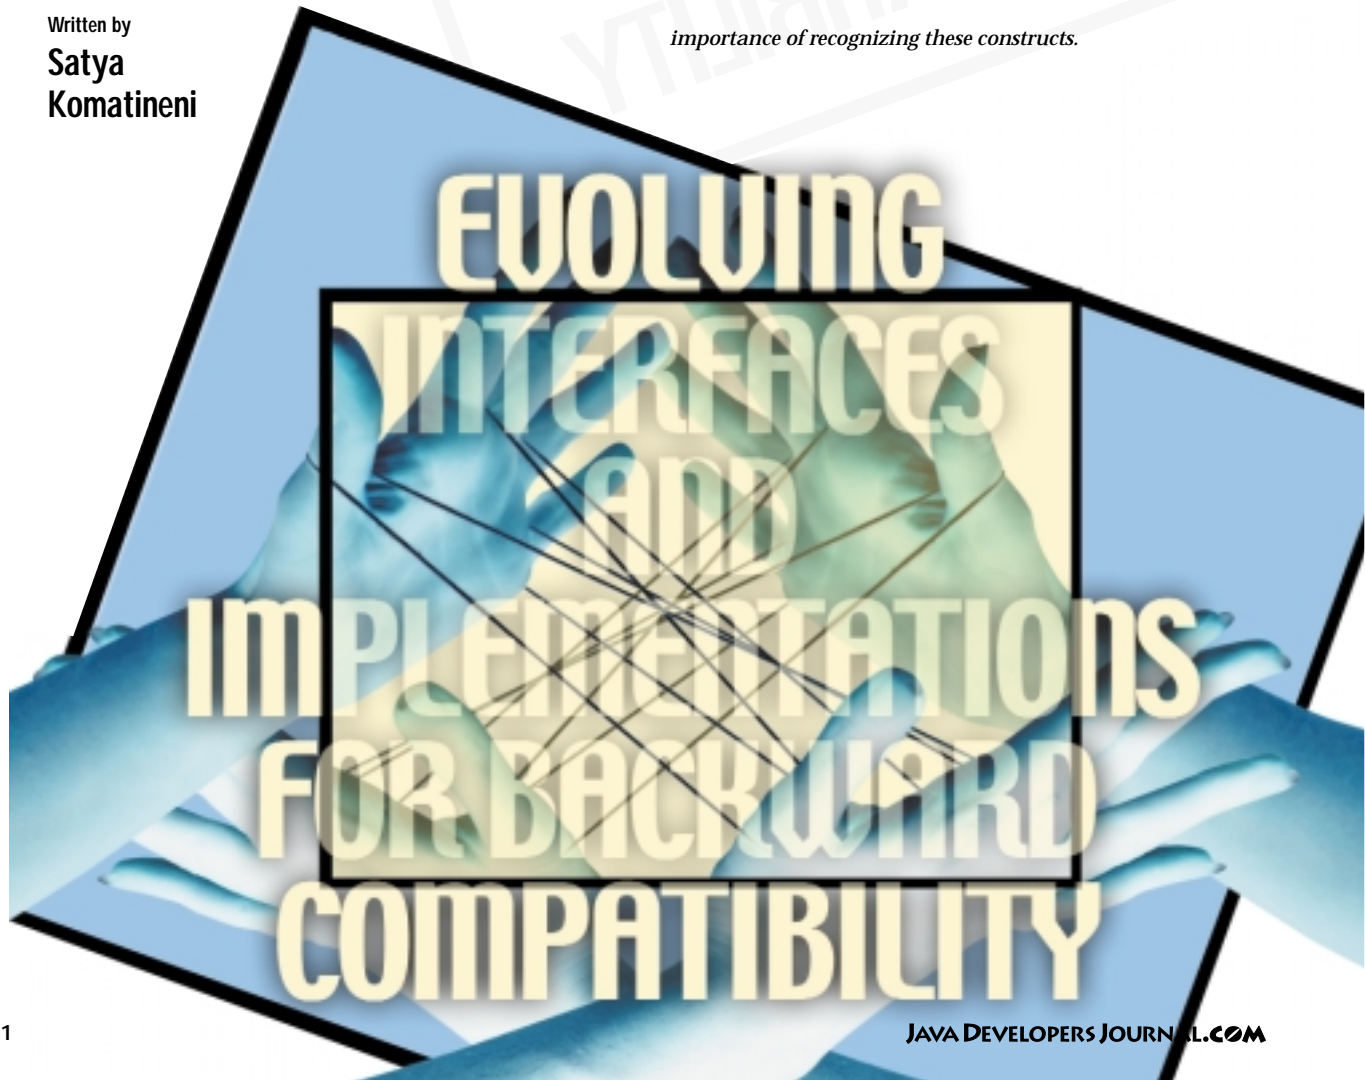 Written by
Satya
Komatineni
importance of recognizing these constructs.
EVOLVING
INTERFACES
AND
IMPLEMENTATIONS
FOR BACKWARD
COMPATIBILITY
1
JAVA DEVELOPERS JOURNAL.COM